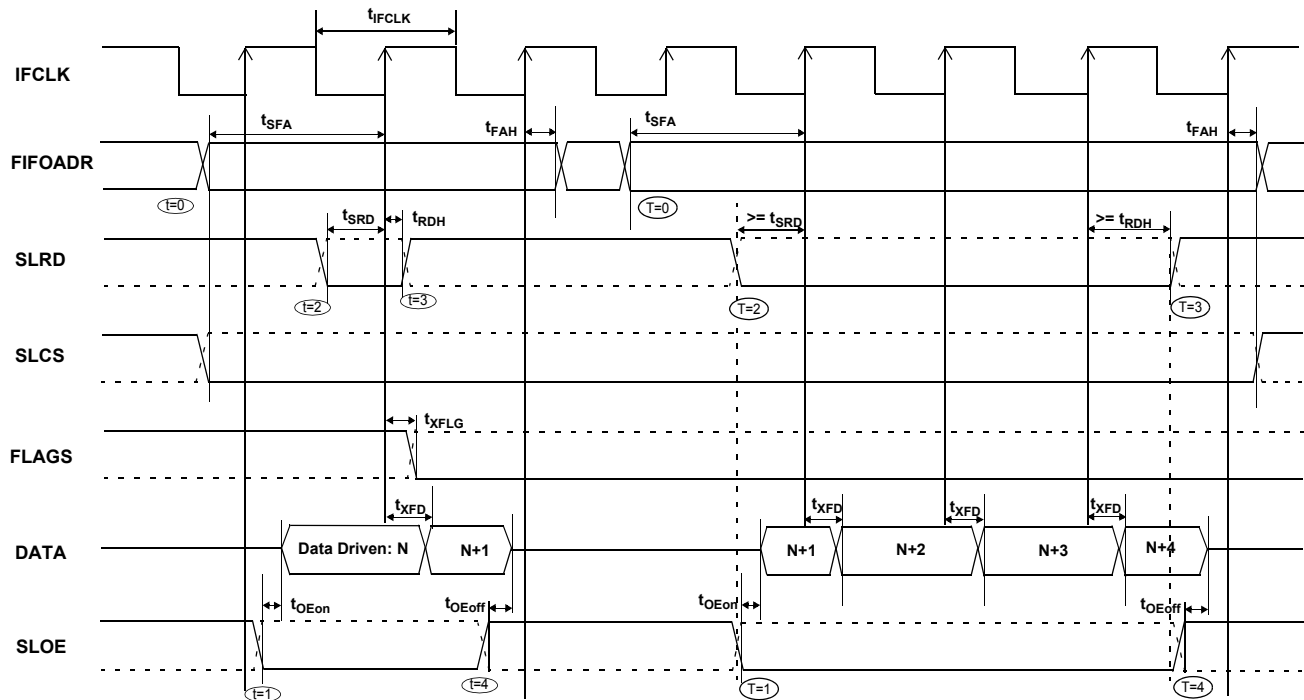 tIFCLK
IFCLK
tSFA
tFAH
tSFA
tFAH
FIFOADR
t=0
T=0
tSRD
tRDH
>= tSRD
>= tRDH
SLRD
t=2
t=3
T=2
T=3
SLCS
tXFLG
FLAGS
tXFD
tXFD
tXFD
tXFD
DATA
Data Driven: N
N+1
N+1
N+2
N+3
N+4
tOEon
tOEoff
tOEon
tOEoff
SLOE
t=1
t=4
T=1
T=4